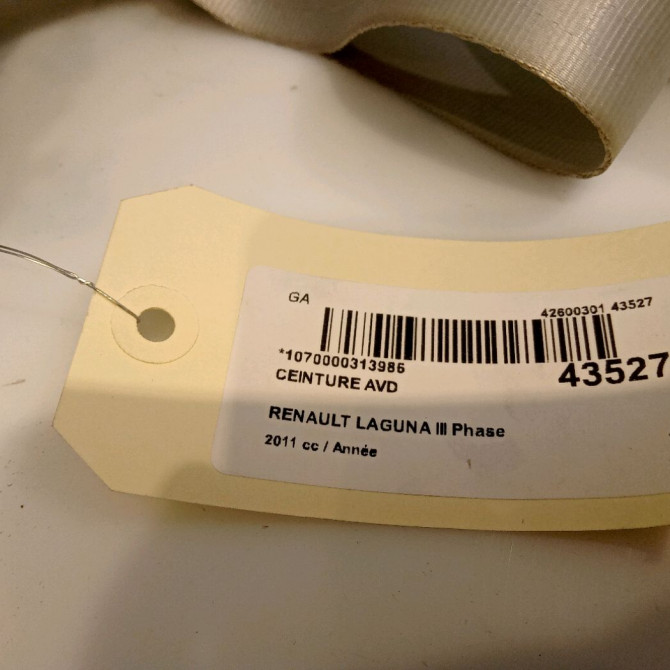 GA
42600301 43527
*1070000313986
CEINTURE AVD
43527
RENAULT LAGUNA III Phase
2011 cc / Année